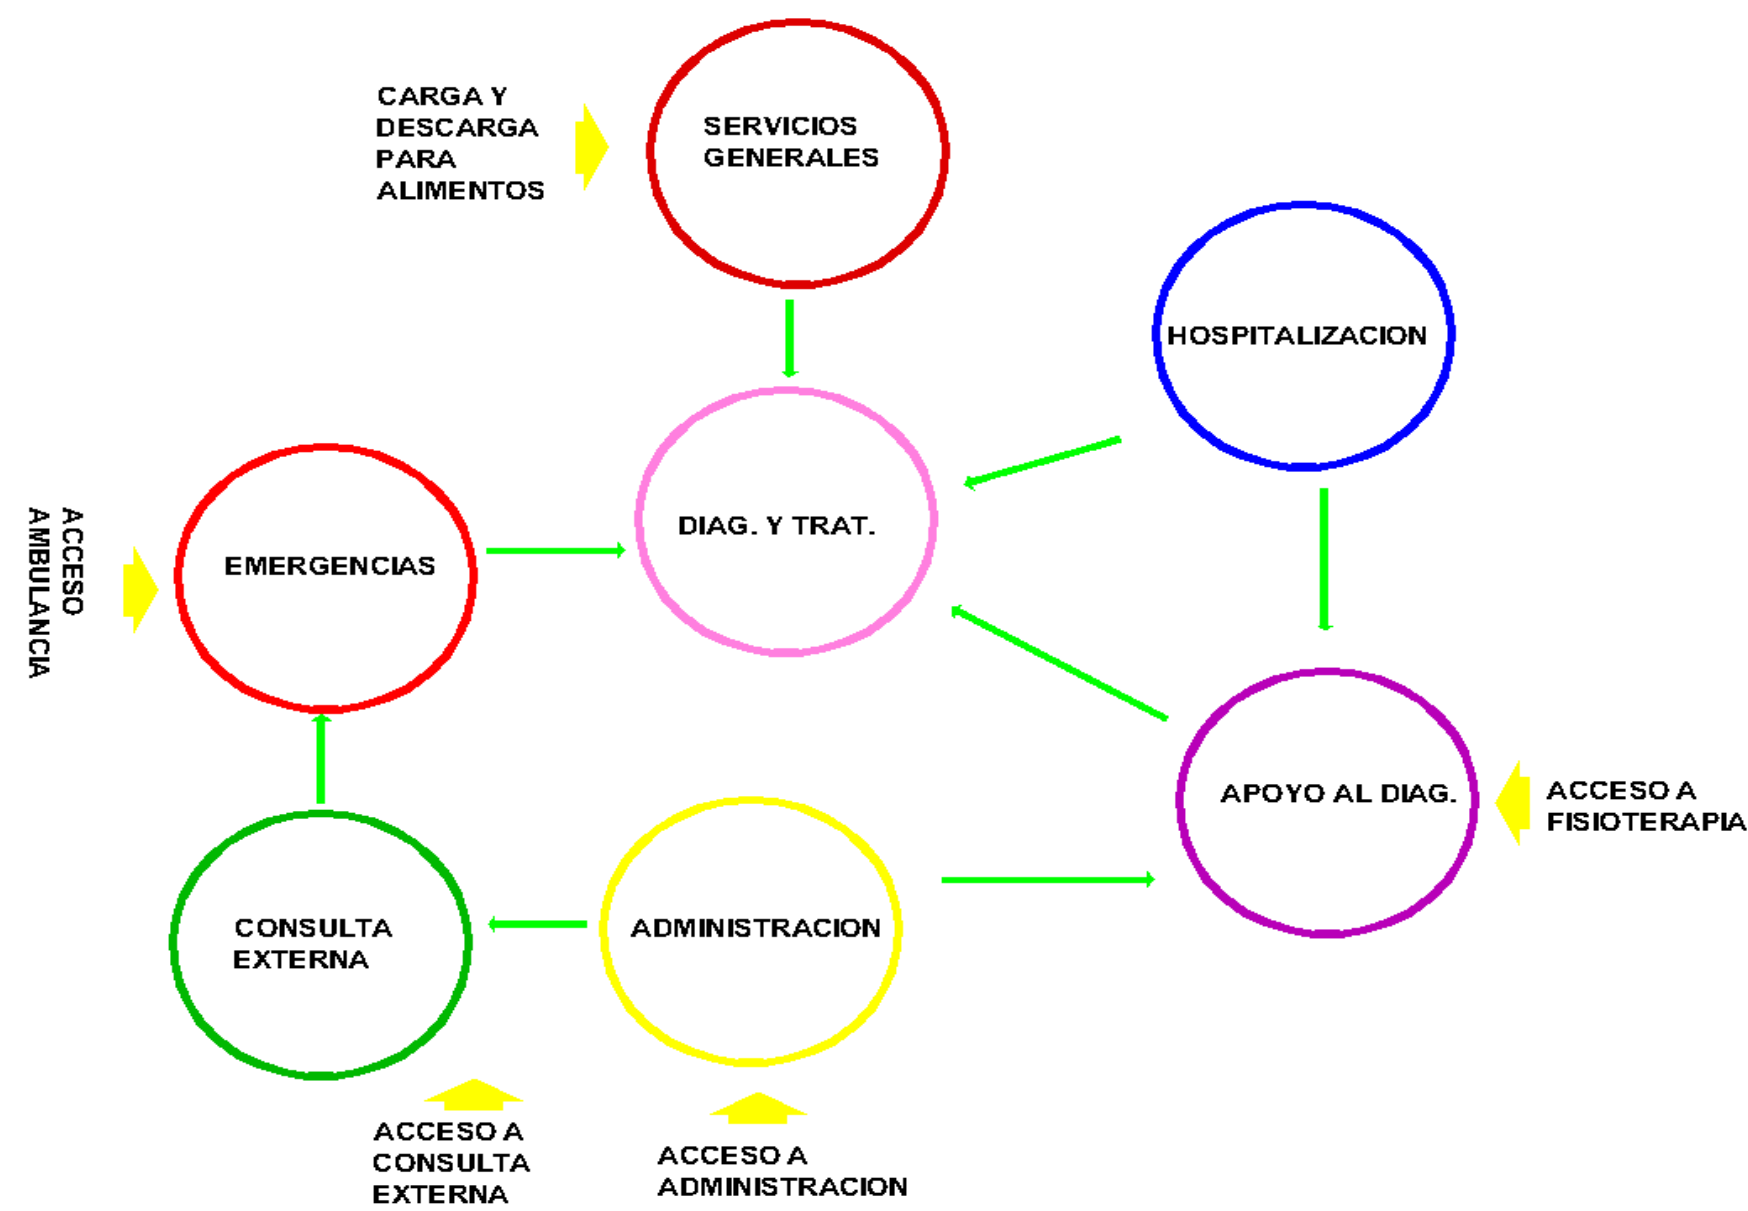 CARGA Y
DESCARGA
PARA
ALIMENTOS
SERVICIOS
GENERALES
HOSPITALIZACION
DIAG. Y TRAT.
ACCESO
AMBULANCIA
EMERGENCIAS
APOYO AL DIAG.
ACCESO A
FISIOTERAPIA
CONSULTA
EXTERNA
ADMINISTRACION
ACCESO A
CONSULTA
EXTERNA
ACCESO A
ADMINISTRACION